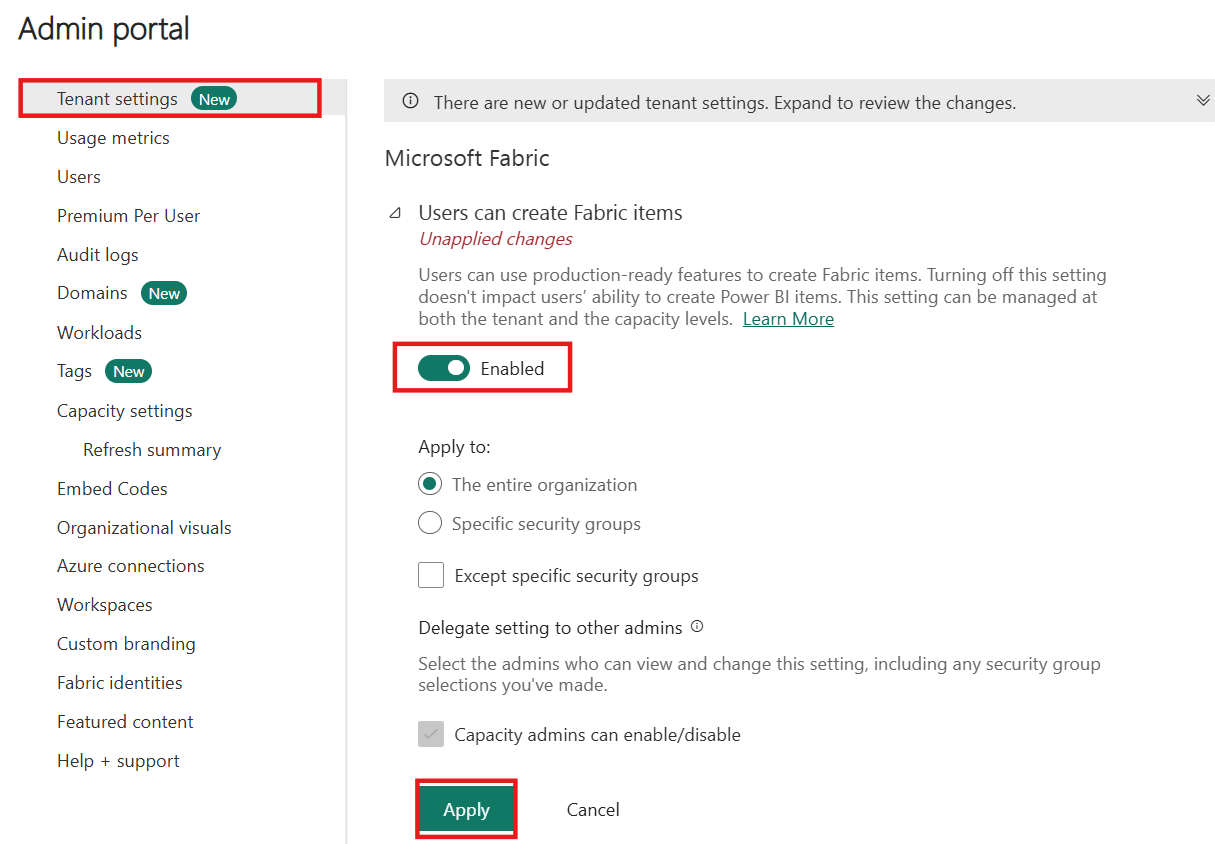 Admin portal
Tenant settings New
Usage metrics
Users
Premium Per User
Audit logs
Domains New
Workloads
Tags New
Capacity settings
Refresh summary
Embed Codes
Organizational visuals
Azure connections
Workspaces
Custom branding
Fabric identities
Featured content
Help + support
There are new or updated tenant settings. Expand to review the changes.
Microsoft Fabric
Users can create Fabric items
Unapplied changes
Users can use production-ready features to create Fabric items. Turning off this setting
doesn't impact users’ ability to create Power BI items. This setting can be managed at
both the tenant and the capacity levels. Learn More
Enabled
Apply to:
The entire organization
Specific security groups
Except specific security groups
Delegate setting to other admins
Select the admins who can view and change this setting, including any security group
selections you've made.
Capacity admins can enable/disable
Apply Cancel